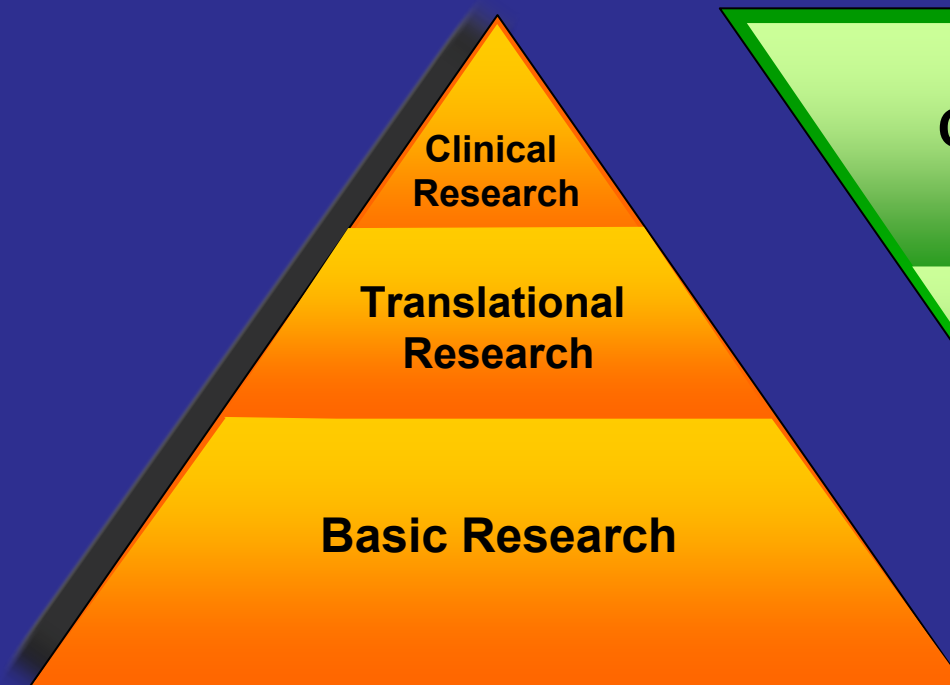 Clinical
Research
Translational
Research
Basic Research